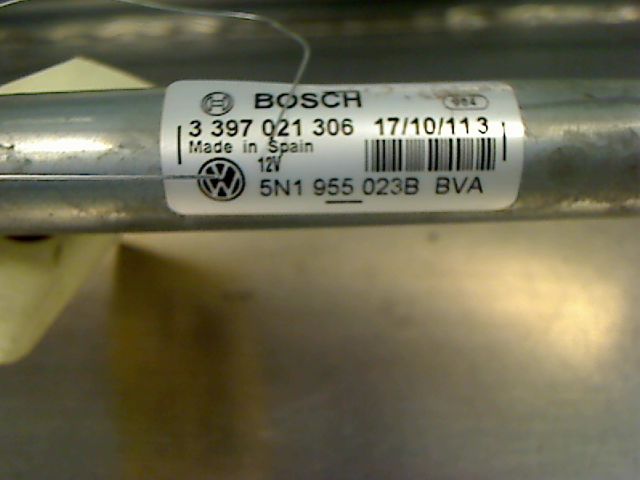 BOSCH
3 397 021 306 17/10/11 3
Made in Spain
12V
5N1 955 023B BVA